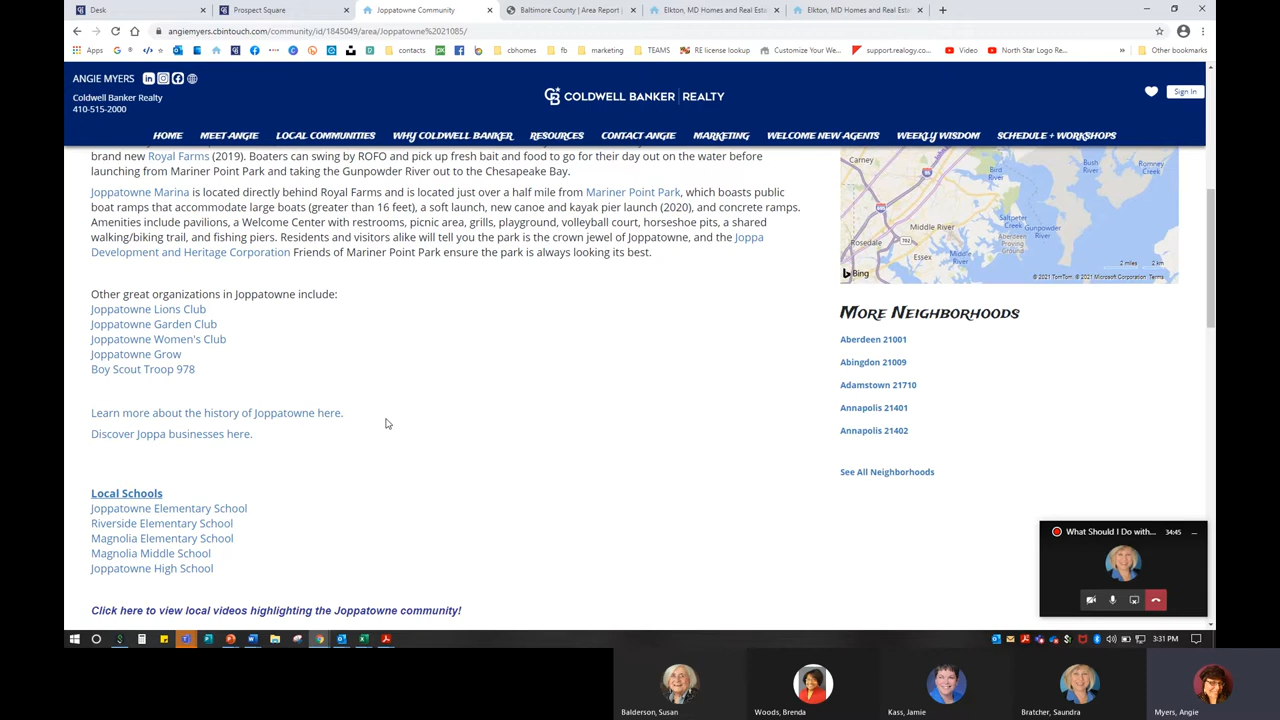 Desk
Prospect Square
Joppatowne Community
Baltimore County | Area Report |
Elkton, MD Homes and Real Esta
Elkton, MD Homes and Real Esta
angiemyers.cbintouch.com/community/id/1845049/area/Joppatowne%2021085/
Apps
contacts
cbhomes
fb
marketing
TEAMS
RE license lookup
Customize Your We...
support.realogy.co...
Video
North Star Logo Re...
Other bookmarks
ANGIE MYERS
Coldwell Banker Realty
410-515-2000
COLDWELL BANKER | REALTY
Sign In
HOME MEET ANGIE LOCAL COMMUNITIES WHY COLDWELL BANKER RESOURCES CONTACT ANGIE MARKETING WELCOME NEW AGENTS WEEKLY WISDOM SCHEDULE + WORKSHOPS
brand new Royal Farms (2019). Boaters can swing by ROFO and pick up fresh bait and food to go for their day out on the water before
launching from Mariner Point Park and taking the Gunpowder River out to the Chesapeake Bay.
Joppatowne Marina is located directly behind Royal Farms and is located just over a half mile from Mariner Point Park, which boasts public
boat ramps that accommodate large boats (greater than 16 feet), a soft launch, new canoe and kayak pier launch (2020), and concrete ramps.
Amenities include pavilions, a Welcome Center with restrooms, picnic area, grills, playground, volleyball court, horseshoe pits, a shared
walking/biking trail, and fishing piers. Residents and visitors alike will tell you the park is the crown jewel of Joppatowne, and the Joppa
Development and Heritage Corporation Friends of Mariner Point Park ensure the park is always looking its best.
Other great organizations in Joppatowne include:
Joppatowne Lions Club
Joppatowne Garden Club
Joppatowne Women's Club
Joppatowne Grow
Boy Scout Troop 978
Learn more about the history of Joppatowne here.
Discover Joppa businesses here.
Local Schools
Joppatowne Elementary School
Riverside Elementary School
Magnolia Elementary School
Magnolia Middle School
Joppatowne High School
Click here to view local videos highlighting the Joppatowne community!
Carney
Bird River
Bush River
Romney Creek
Saltpeter Creek
Gunpowder River
Aberdeen Proving Ground
Middle River
Rosedale
702
Essex
Middle River
2 miles
2 km
Bing
© 2021 TomTom, © 2021 Microsoft Corporation, Terms
MORE NEIGHBORHOODS
Aberdeen 21001
Abingdon 21009
Adamstown 21710
Annapolis 21401
Annapolis 21402
See All Neighborhoods
What Should I Do with...
34:45
3:31 PM
Balderson, Susan
Woods, Brenda
Kass, Jamie
Bratcher, Saundra
Myers, Angie